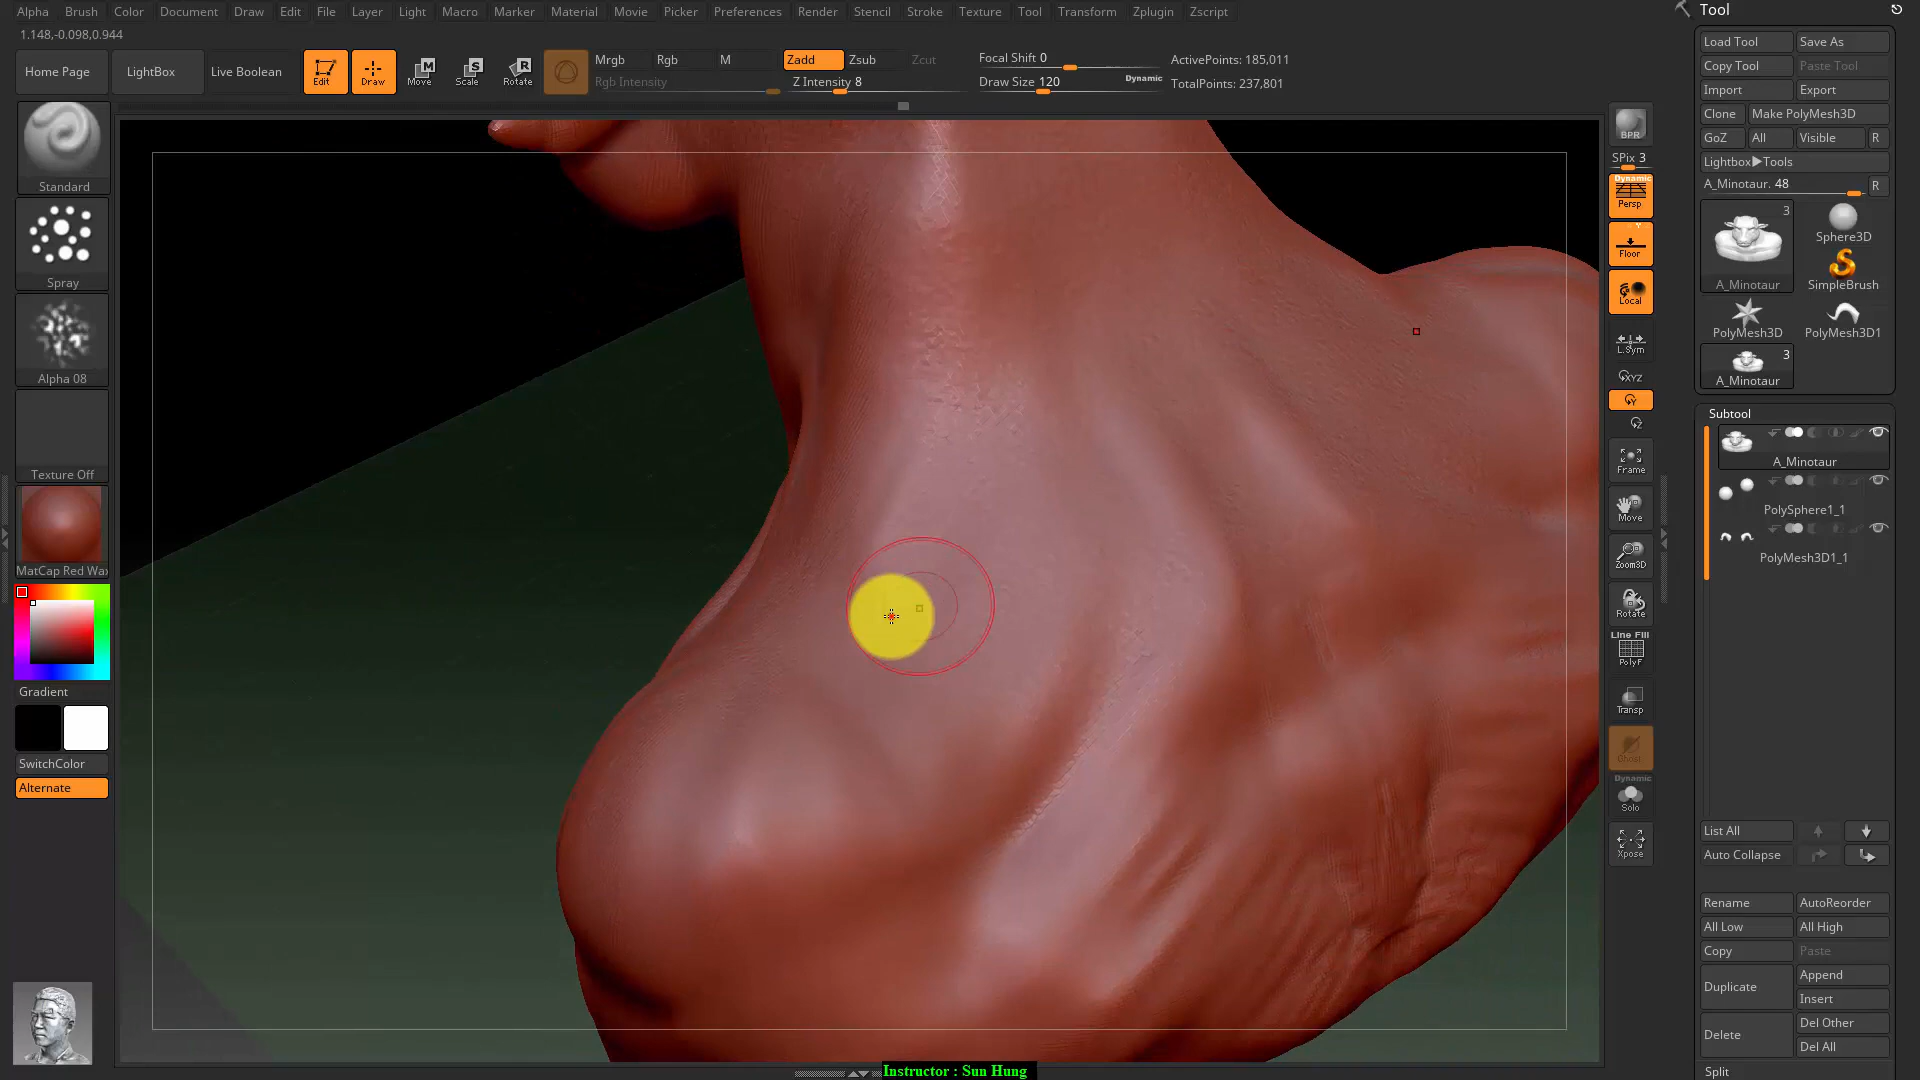 Alpha Brush Color Document Draw Edit File Layer Light Macro Marker Material Movie Picker Preferences Render Stencil Stroke Texture Tool Transform Zplugin Zscript
1.148,-0.098,0.944
Home Page LightBox Live Boolean Edit Draw Move Scale Rotate
Mrgb Rgb M
Rgb Intensity
Zadd Zsub Zcut
Z Intensity 8
Focal Shift 0
Draw Size 120 Dynamic
ActivePoints: 185,011
TotalPoints: 237,801
Standard
Spray
Alpha 08
Texture Off
MatCap Red Wax
Gradient
SwitchColor
Alternate
BPR
SPix 3
Dynamic
Persp
Floor
Local
L.Sym
XYZ
Y
Z
Frame
Move
Zoom3D
Rotate
Line Fill
PolyF
Transp
Ghost
Dynamic
Solo
Xpose
Tool
Load Tool Save As
Copy Tool Paste Tool
Import Export
Clone Make PolyMesh3D
GoZ All Visible R
Lightbox▶Tools
A_Minotaur. 48 R
3
A_Minotaur
Sphere3D
SimpleBrush
PolyMesh3D PolyMesh3D1
3
A_Minotaur
Subtool
A_Minotaur
PolySphere1_1
PolyMesh3D1_1
List All
Auto Collapse
Rename AutoReorder
All Low All High
Copy Paste
Duplicate Append
Insert
Delete Del Other
Del All
Split
Instructor : Sun Hung